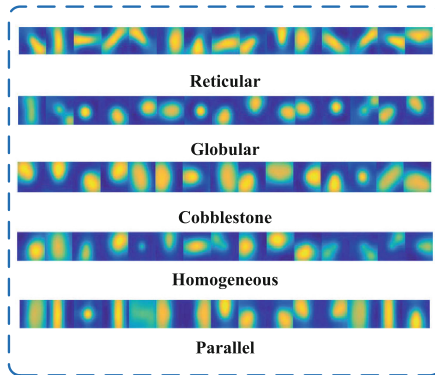 Reticular
Globular
Cobblestone
Homogeneous
Parallel